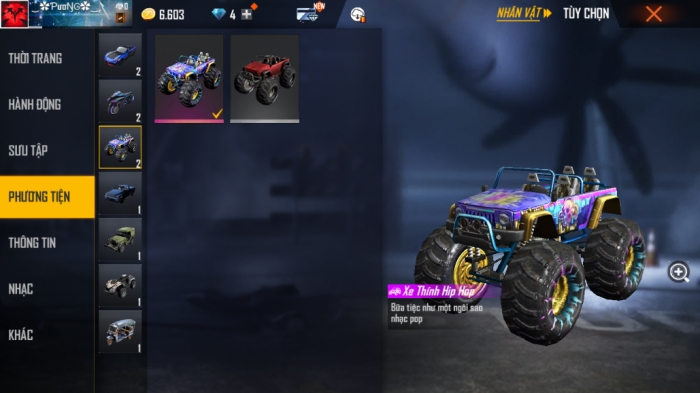 ✲PɪʀɑNG✲
6.603
4
NEW
NHÂN VẬT
TÙY CHỌN
THỜI TRANG
2
HÀNH ĐỘNG
2
SƯU TẬP
2
PHƯƠNG TIỆN
1
THÔNG TIN
1
NHẠC
1
KHÁC
1
Xe Thính Hip Hop
Bữa tiệc như một ngôi sao
nhạc pop